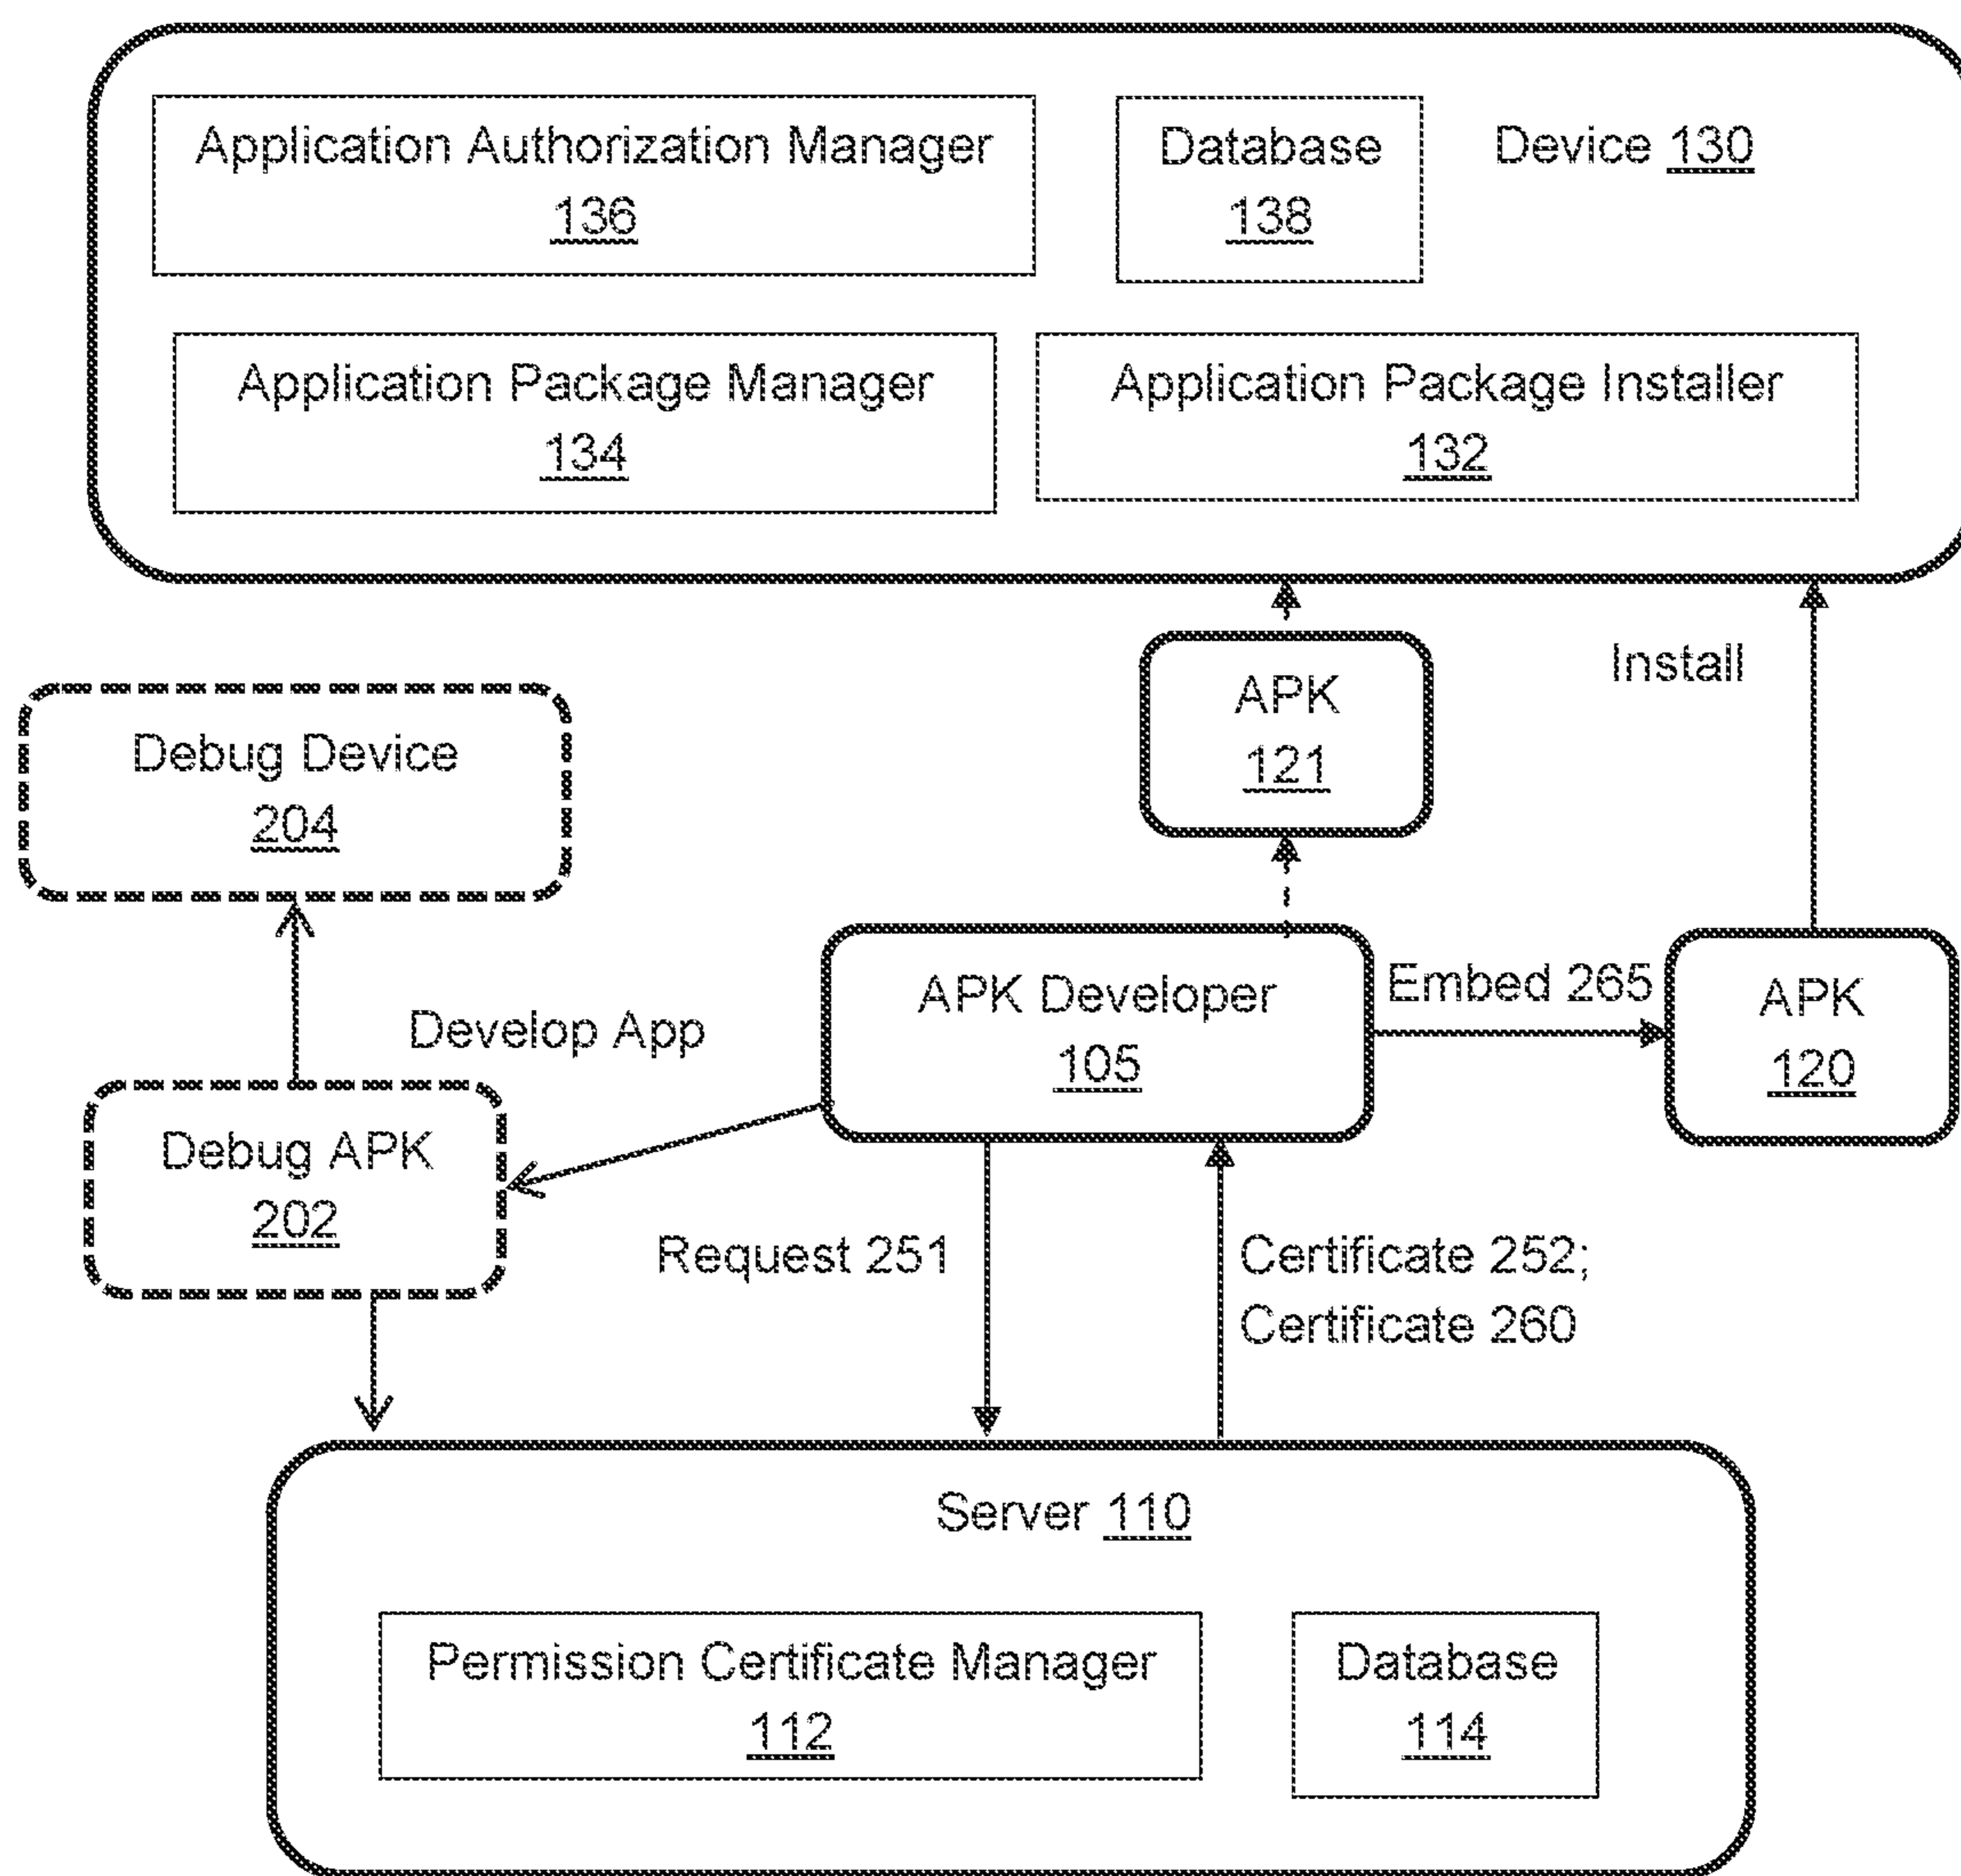 Application Authorization Manager
136
Database
138
Device 130
Application Package Manager
134
Application Package Installer
132
Install
APK
121
Debug Device
204
APK Developer
105
Embed 265
APK
120
Develop App
Debug APK
202
Request 251
Certificate 252;
Certificate 260
Server 110
Permission Certificate Manager
112
Database
114